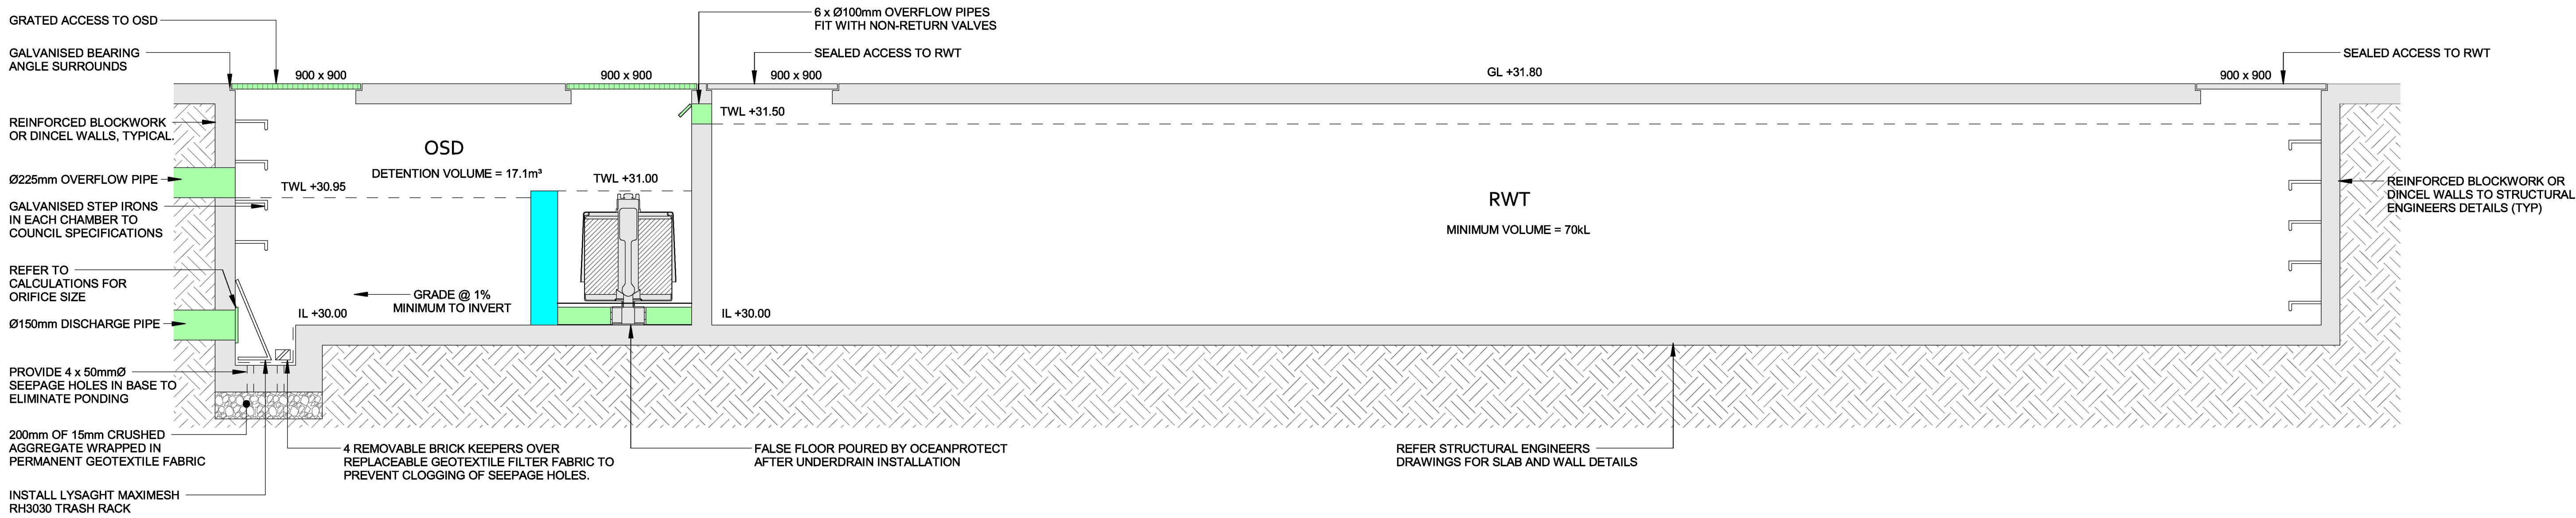 GRATED ACCESS TO OSD
GALVANISED BEARING
ANGLE SURROUNDS
900 x 900
900 x 900
6 x Ø100mm OVERFLOW PIPES
FIT WITH NON-RETURN VALVES
SEALED ACCESS TO RWT
900 x 900
GL +31.80
SEALED ACCESS TO RWT
900 x 900
REINFORCED BLOCKWORK
OR DINCEL WALLS, TYPICAL.
TWL +31.50
OSD
DETENTION VOLUME = 17.1m³
Ø225mm OVERFLOW PIPE
TWL +30.95
TWL +31.00
RWT
MINIMUM VOLUME = 70kL
REINFORCED BLOCKWORK OR
DINCEL WALLS TO STRUCTURAL
ENGINEERS DETAILS (TYP)
GALVANISED STEP IRONS
IN EACH CHAMBER TO
COUNCIL SPECIFICATIONS
REFER TO
CALCULATIONS FOR
ORIFICE SIZE
GRADE @ 1%
MINIMUM TO INVERT
Ø150mm DISCHARGE PIPE
IL +30.00
IL +30.00
PROVIDE 4 x 50mmØ
SEEPAGE HOLES IN BASE TO
ELIMINATE PONDING
200mm OF 15mm CRUSHED
AGGREGATE WRAPPED IN
PERMANENT GEOTEXTILE FABRIC
4 REMOVABLE BRICK KEEPERS OVER
REPLACEABLE GEOTEXTILE FILTER FABRIC TO
PREVENT CLOGGING OF SEEPAGE HOLES.
FALSE FLOOR POURED BY OCEANPROTECT
AFTER UNDERDRAIN INSTALLATION
REFER STRUCTURAL ENGINEERS
DRAWINGS FOR SLAB AND WALL DETAILS
INSTALL LYSAGHT MAXIMESH
RH3030 TRASH RACK